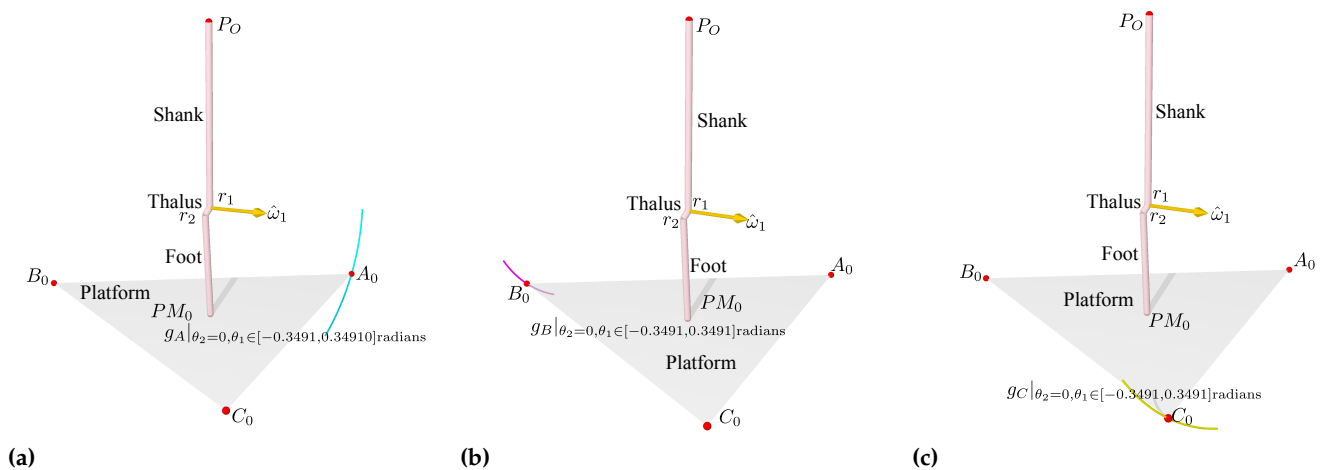 P_O
Shank
Thalus r_1
r_2 ω̂_1
Foot
B_0 A_0
Platform
PM_0
g_A|θ_2=0,θ_1∈[−0.3491,0.34910]radians
C_0
(a)
P_O
Shank
Thalus r_1
r_2 ω̂_1
Foot
B_0 A_0
PM_0
g_B|θ_2=0,θ_1∈[−0.3491,0.3491]radians
Platform
C_0
(b)
P_O
Shank
Thalus r_1
r_2 ω̂_1
Foot
B_0 A_0
Platform
PM_0
g_C|θ_2=0,θ_1∈[−0.3491,0.3491]radians
C_0
(c)